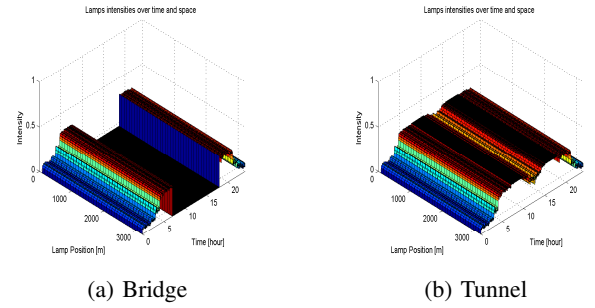 Lamps intensities over time and space
1
0.5
0
Intensity
0
1000
2000
3000
Lamp Position [m]
0
5
10
15
20
Time [hour]
(a) Bridge
Lamps intensities over time and space
1
0.5
0
Intensity
0
1000
2000
3000
Lamp Position [m]
0
5
10
15
20
Time [hour]
(b) Tunnel